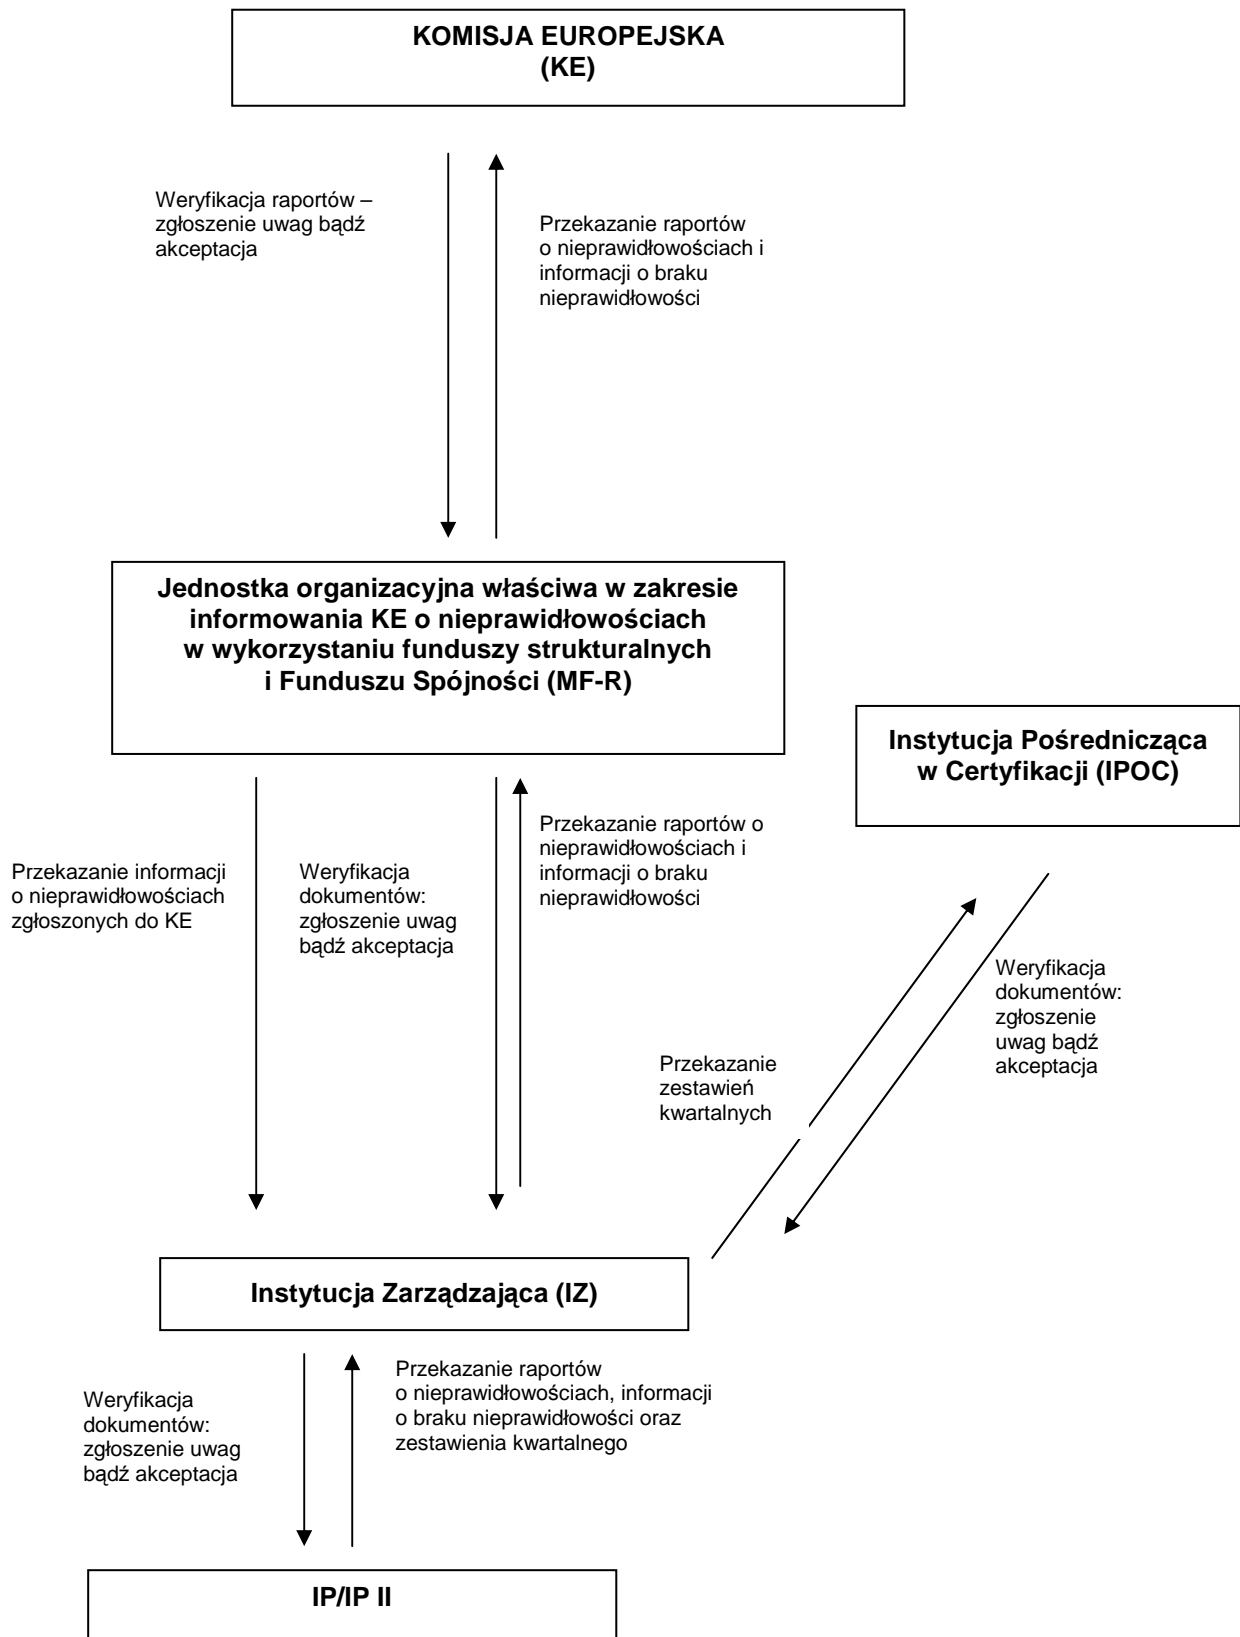 KOMISJA EUROPEJSKA
(KE)
Weryfikacja raportów –
zgłoszenie uwag bądź
akceptacja
Przekazanie raportów
o nieprawidłowościach i
informacji o braku
nieprawidłowości
Jednostka organizacyjna właściwa w zakresie
informowania KE o nieprawidłowościach
w wykorzystaniu funduszy strukturalnych
i Funduszu Spójności (MF-R)
Instytucja Pośrednicząca
w Certyfikacji (IPOC)
Przekazanie informacji
o nieprawidłowościach
zgłoszonych do KE
Weryfikacja
dokumentów:
zgłoszenie uwag
bądź akceptacja
Przekazanie raportów o
nieprawidłowościach i
informacji o braku
nieprawidłowości
Weryfikacja
dokumentów:
zgłoszenie
uwag bądź
akceptacja
Przekazanie
zestawień
kwartalnych
Instytucja Zarządzająca (IZ)
Weryfikacja
dokumentów:
zgłoszenie uwag
bądź akceptacja
Przekazanie raportów
o nieprawidłowościach, informacji
o braku nieprawidłowości oraz
zestawienia kwartalnego
IP/IP II